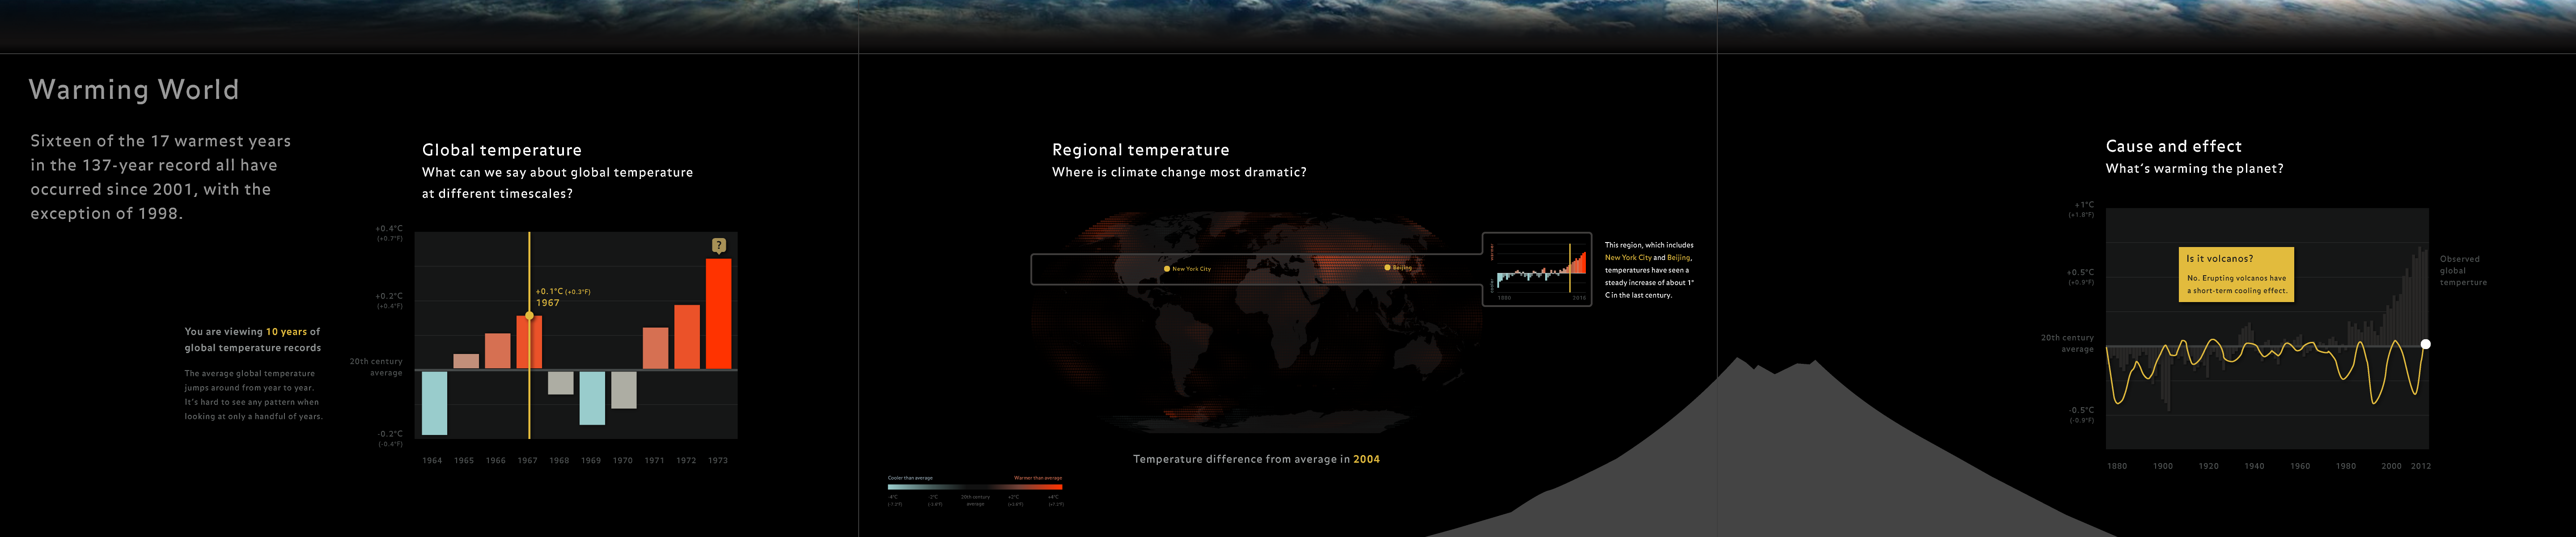 Warming World
Sixteen of the 17 warmest years
in the 137-year record all have
occurred since 2001, with the
exception of 1998.
You are viewing 10 years of
global temperature records
The average global temperature
jumps around from year to year.
It's hard to see any pattern when
looking at only a handful of years.
Global temperature
What can we say about global temperature
at different timescales?
+0.4°C
(+0.7°F)
+0.2°C
(+0.4°F)
20th century
average
-0.2°C
(-0.4°F)
?
+0.1°C (+0.3°F)
1967
1964 1965 1966 1967 1968 1969 1970 1971 1972 1973
Regional temperature
Where is climate change most dramatic?
New York City
Beijing
1880 2016
This region, which includes
New York City and Beijing,
temperatures have seen a
steady increase of about 1°
C in the last century.
Temperature difference from average in 2004
Cooler than average Warmer than average
-4°C -2°C 20th century +2°C +4°C
(-7.2°F) (-3.6°F) average (+3.6°F) (+7.2°F)
Cause and effect
What's warming the planet?
+1°C
(+1.8°F)
+0.5°C
(+0.9°F)
20th century
average
-0.5°C
(-0.9°F)
Is it volcanos?
No. Erupting volcanos have
a short-term cooling effect.
Observed
global
temperture
1880 1900 1920 1940 1960 1980 2000 2012